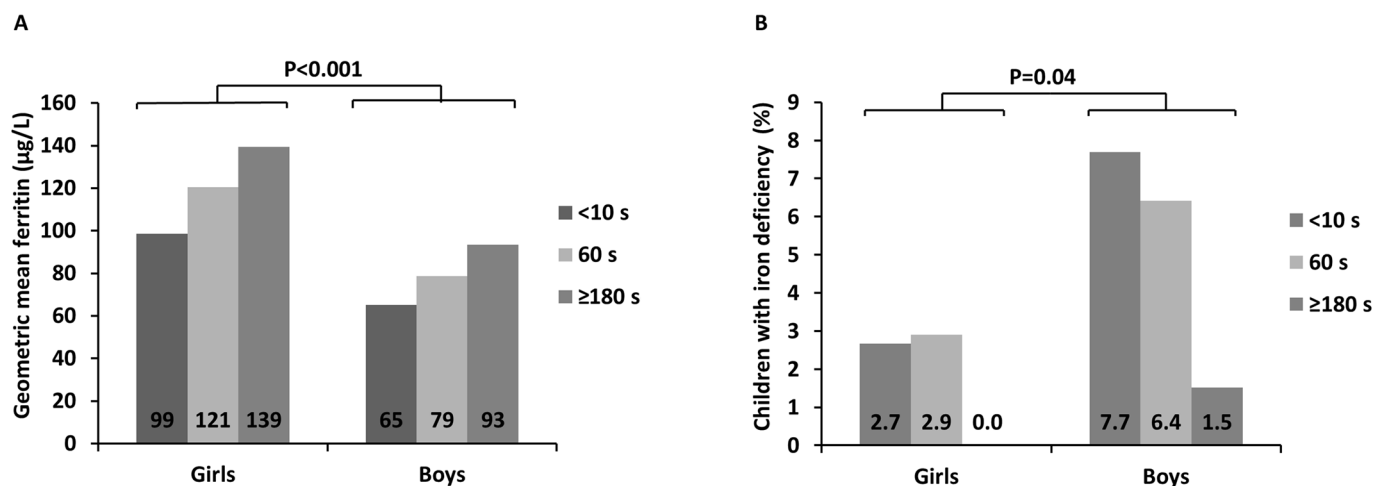 A
P<0.001
Geometric mean ferritin (µg/L)
160
140
120
100
80
60
40
20
0
99 121 139
65 79 93
Girls Boys
<10 s
60 s
≥180 s
B
P=0.04
Children with iron deficiency (%)
9
8
7
6
5
4
3
2
1
0
2.7 2.9 0.0
7.7 6.4 1.5
Girls Boys
<10 s
60 s
≥180 s